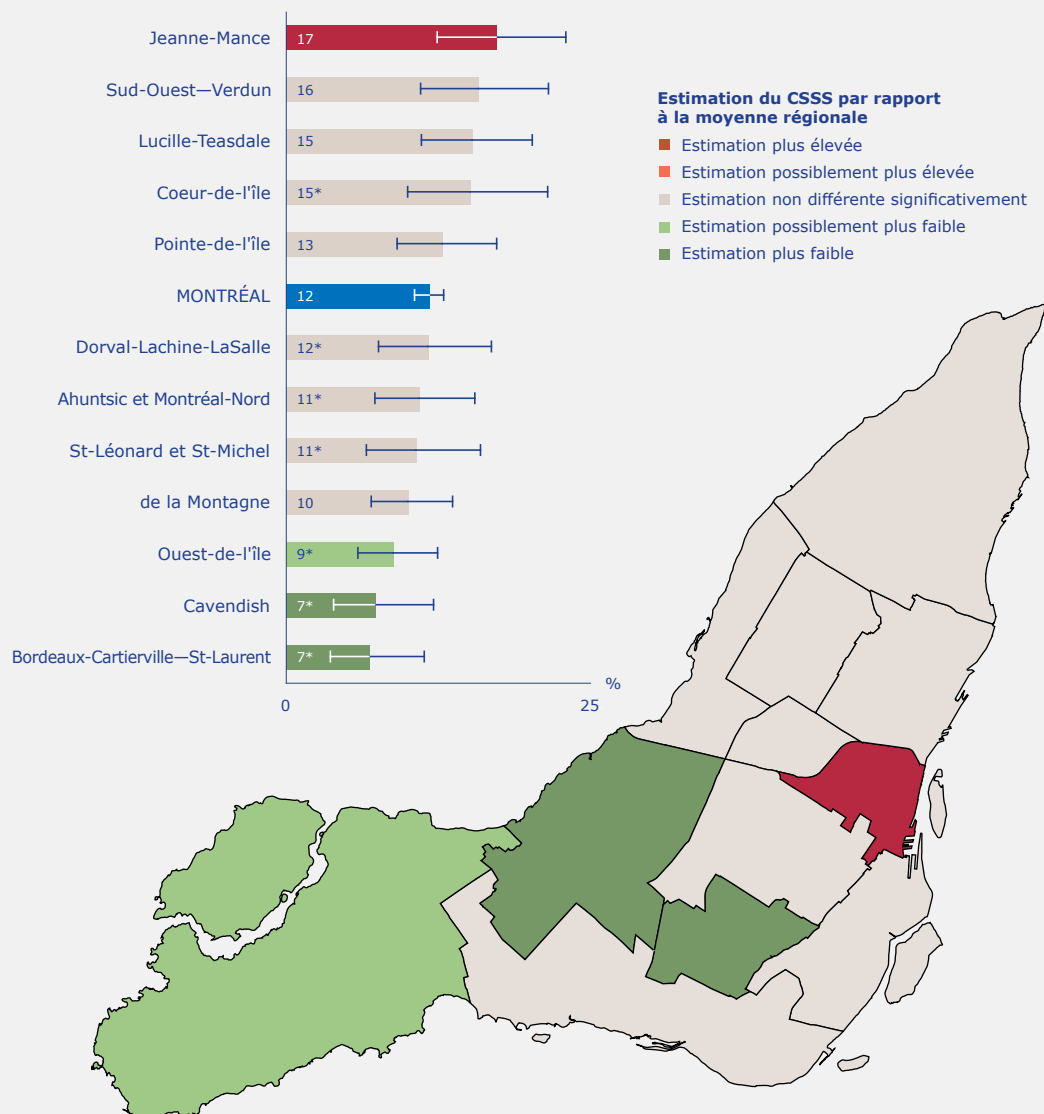 Jeanne-Mance 17
Sud-Ouest—Verdun 16
Lucille-Teasdale 15
Coeur-de-l'île 15*
Pointe-de-l'île 13
MONTRÉAL 12
Dorval-Lachine-LaSalle 12*
Ahuntsic et Montréal-Nord 11*
St-Léonard et St-Michel 11*
de la Montagne 10
Ouest-de-l'île 9*
Cavendish 7*
Bordeaux-Cartierville—St-Laurent 7*
%
0 25
Estimation du CSSS par rapport
à la moyenne régionale
Estimation plus élevée
Estimation possiblement plus élevée
Estimation non différente significativement
Estimation possiblement plus faible
Estimation plus faible